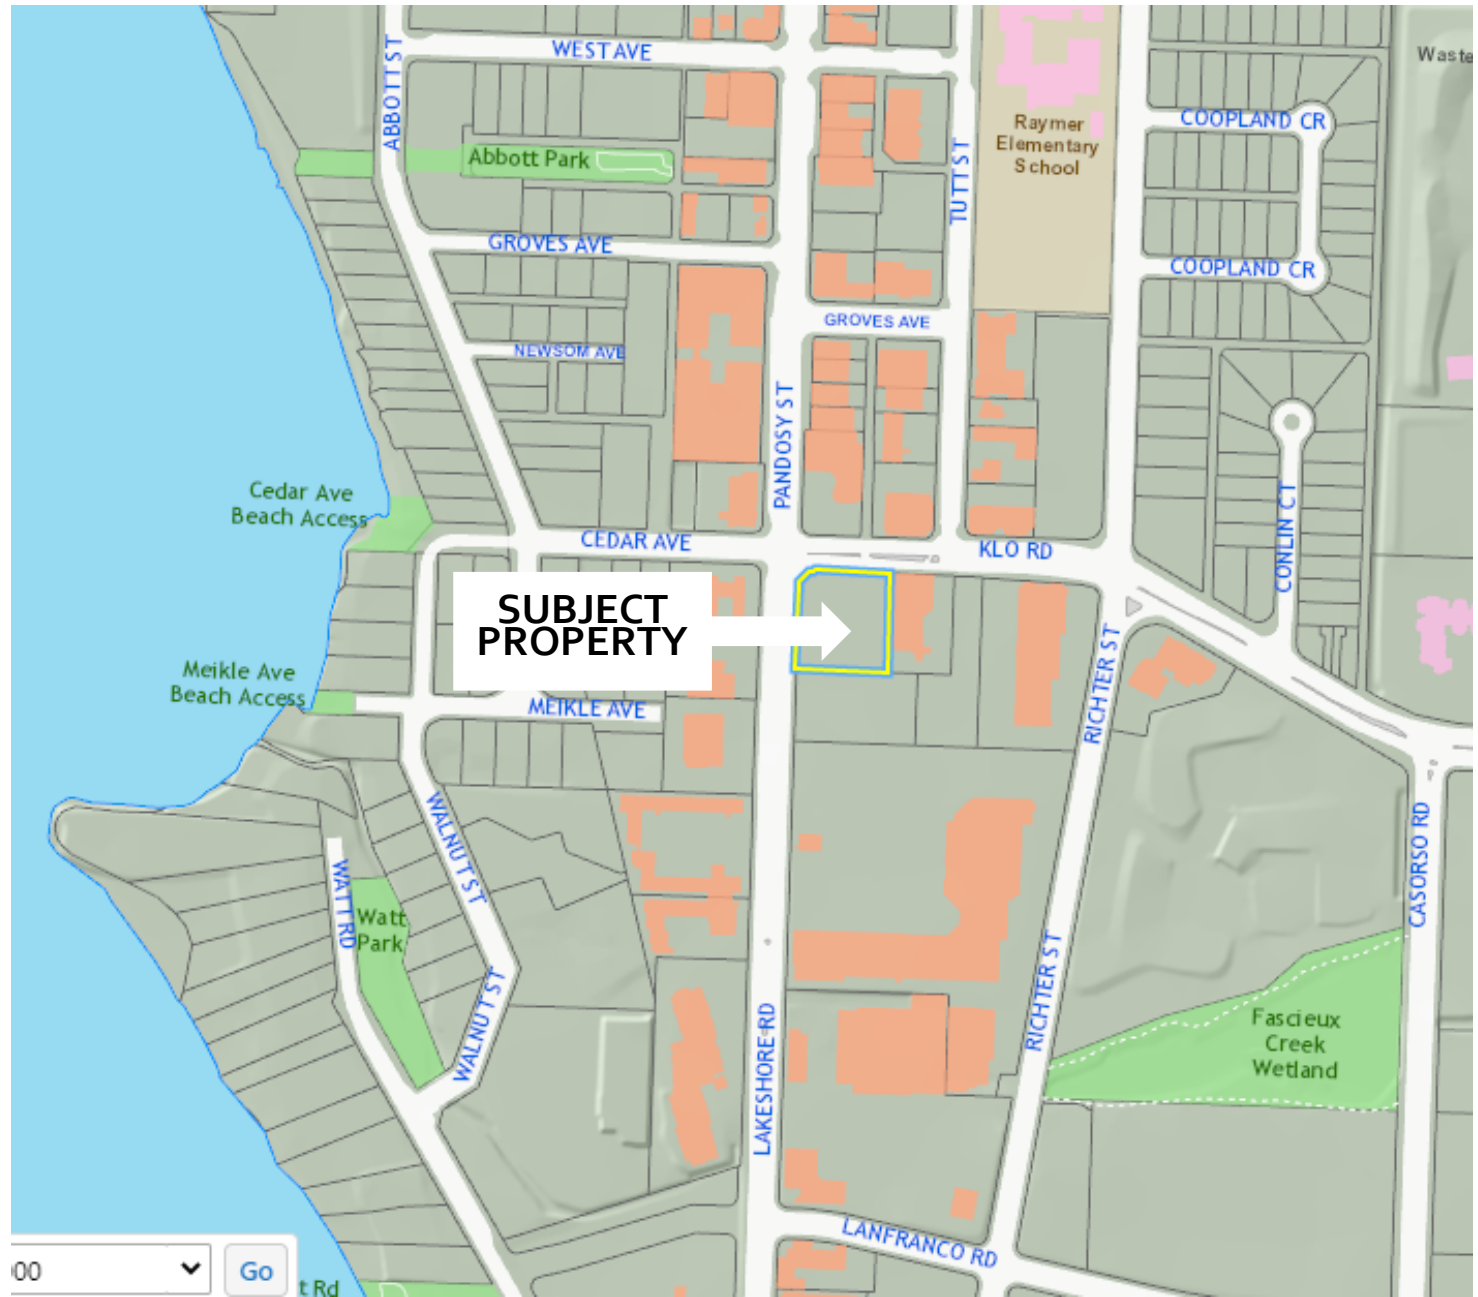 WEST AVE
ABBOTT ST
Waste
COOPLAND CR
Raymer
Elementary
School
Abbott Park
TUTT ST
GROVES AVE
COOPLAND CR
GROVES AVE
NEWSOM AVE
PANDOSY ST
Cedar Ave
Beach Access
CEDAR AVE
KLO RD
CONLIN CT
SUBJECT
PROPERTY
Meikle Ave
Beach Access
MEIKLE AVE
RICHTER ST
WALNUT ST
WATT RD
Watt
Park
CASORSO RD
WALNUT ST
RICHTER ST
LAKESHORE RD
Fascieux
Creek
Wetland
LANFRANCO RD
00
Go
t Rd